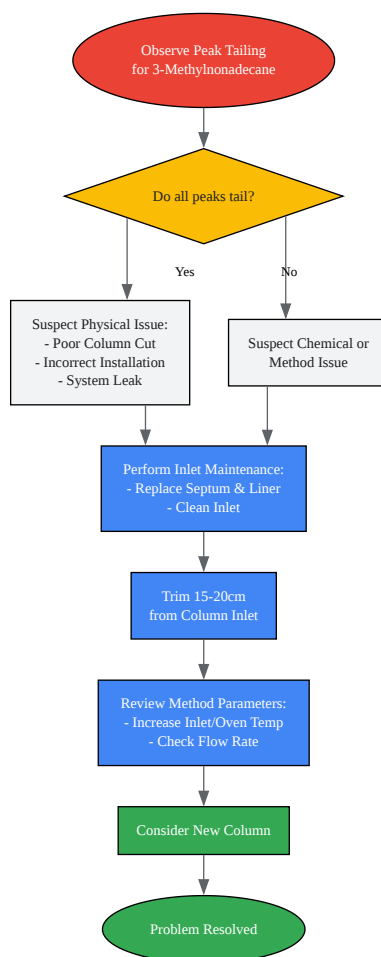 Observe Peak Tailing
for 3-Methylnonadecane
Do all peaks tail?
Yes
No
Suspect Physical Issue:
- Poor Column Cut
- Incorrect Installation
- System Leak
Suspect Chemical or
Method Issue
Perform Inlet Maintenance:
- Replace Septum & Liner
- Clean Inlet
Trim 15-20cm
from Column Inlet
Review Method Parameters:
- Increase Inlet/Oven Temp
- Check Flow Rate
Consider New Column
Problem Resolved